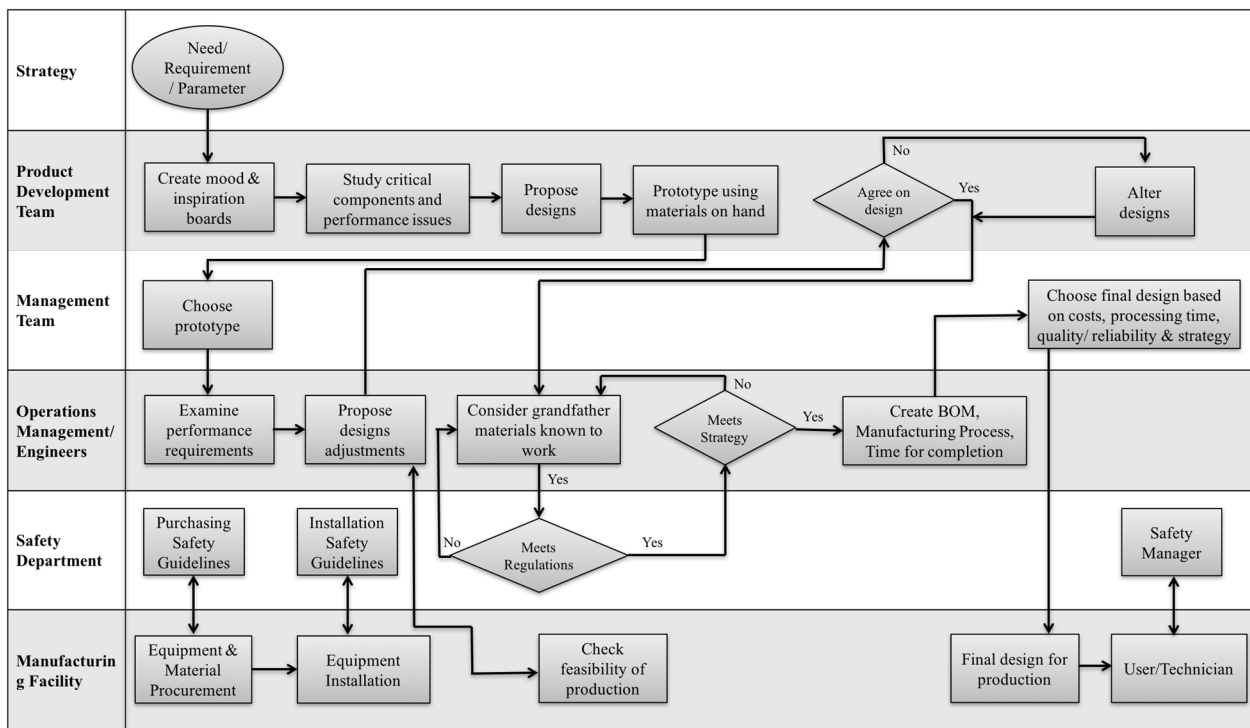 Strategy
Need/
Requirement
/ Parameter
Product
Development
Team
Create mood &
inspiration
boards
Study critical
components and
performance issues
Propose
designs
Prototype using
materials on hand
Agree on
design
No
Yes
Alter
designs
Management
Team
Choose
prototype
Choose final design based
on costs, processing time,
quality/ reliability & strategy
Operations
Management/
Engineers
Examine
performance
requirements
Propose
designs
adjustments
Consider grandfather
materials known to
work
Yes
No
Meets
Strategy
Yes
Create BOM,
Manufacturing Process,
Time for completion
Safety
Department
Purchasing
Safety
Guidelines
Installation
Safety
Guidelines
No
Meets
Regulations
Yes
Safety
Manager
Manufacturin
g Facility
Equipment &
Material
Procurement
Equipment
Installation
Check
feasibility of
production
Final design for
production
User/Technician